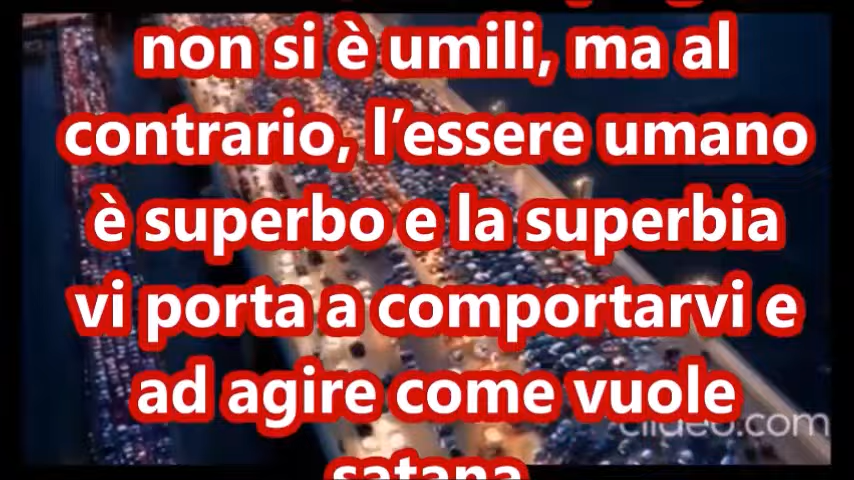 non si è umili, ma al
contrario, l’essere umano
è superbo e la superbia
vi porta a comportarvi e
ad agire come vuole
satana
clideo.com